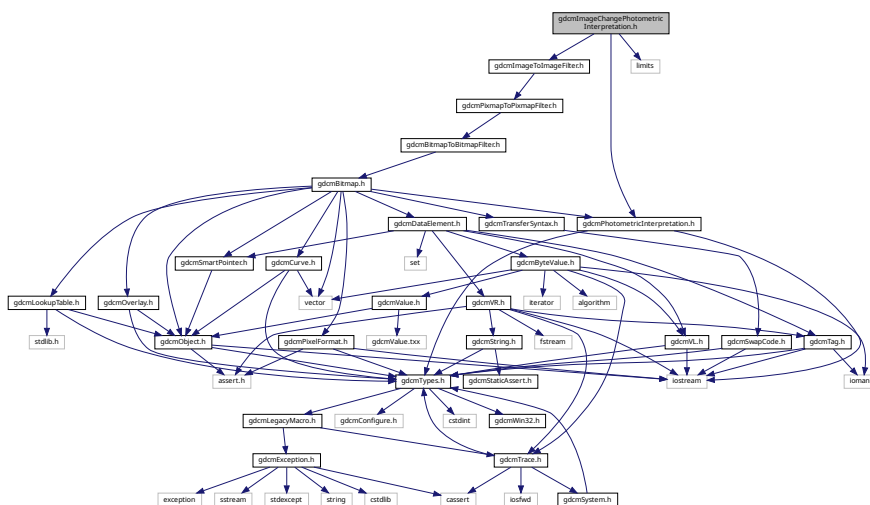 gdcmImageChangePhotometric
Interpretation.h
gdcmImageToImageFilter.h
limits
gdcmPixmapToPixmapFilter.h
gdcmBitmapToBitmapFilter.h
gdcmBitmap.h
gdcmDataElement.h
gdcmTransferSyntax.h
gdcmPhotometricInterpretation.h
gdcmSmartPointer.h
gdcmCurve.h
set
gdcmByteValue.h
gdcmLookupTable.h
gdcmOverlay.h
vector
gdcmValue.h
gdcmVR.h
iterator
algorithm
stdlib.h
gdcmObject.h
gdcmPixelFormat.h
gdcmValue.txx
gdcmString.h
fstream
gdcmVL.h
gdcmSwapCode.h
gdcmTag.h
assert.h
gdcmTypes.h
gdcmStaticAssert.h
iostream
ioman
gdcmLegacyMacro.h
gdcmConfigure.h
cstdint
gdcmWin32.h
gdcmException.h
gdcmTrace.h
exception
sstream
stdexcept
string
cstdlib
cassert
iosfwd
gdcmSystem.h